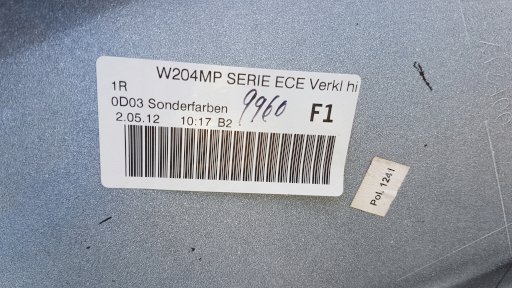 W204MP SERIE ECE Verkl hi
1R
0D03 Sonderfarben 9960 F1
2.05.12 10:17 B2
Pol. 1241